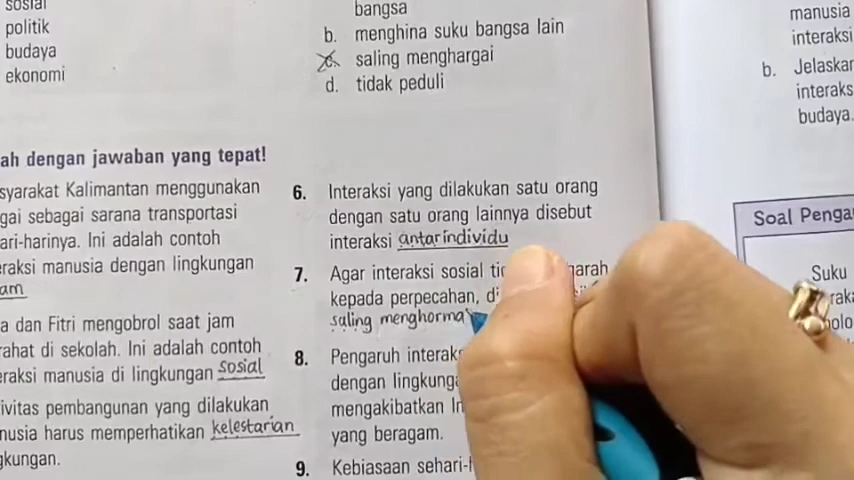 sosial
politik
budaya
ekonomi
ah dengan jawaban yang tepat!
syarakat Kalimantan menggunakan
gai sebagai sarana transportasi
ari-harinya. Ini adalah contoh
eraksi manusia dengan lingkungan
am
a dan Fitri mengobrol saat jam
rahat di sekolah. Ini adalah contoh
eraksi manusia di lingkungan sosial
ivitas pembangunan yang dilakukan
nusia harus memperhatikan kelestarian
gkungan.
bangsa
b. menghina suku bangsa lain
c. saling menghargai
d. tidak peduli
6. Interaksi yang dilakukan satu orang
dengan satu orang lainnya disebut
interaksi antarindividu
7. Agar interaksi sosial garah
kepada perpecahan,
saling menghorma
8. Pengaruh interak
dengan lingkunga
mengakibatkan In
yang beragam.
9. Kebiasaan sehari-h
manusia
interaksi
b. Jelaskan
interaks
budaya.
Soal Penga
Suku
rak
olo